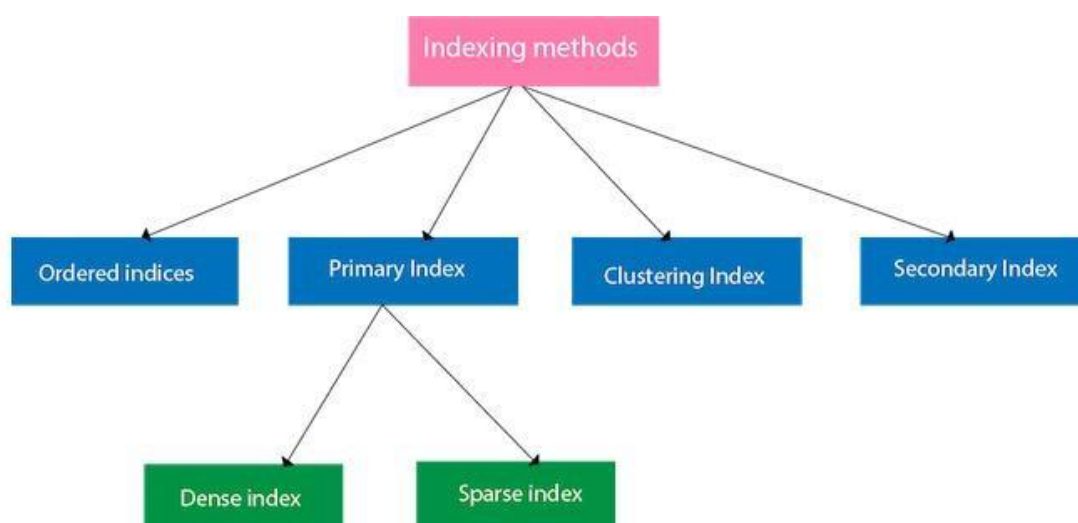 Indexing methods
Ordered indices
Primary Index
Clustering Index
Secondary Index
Dense index
Sparse index